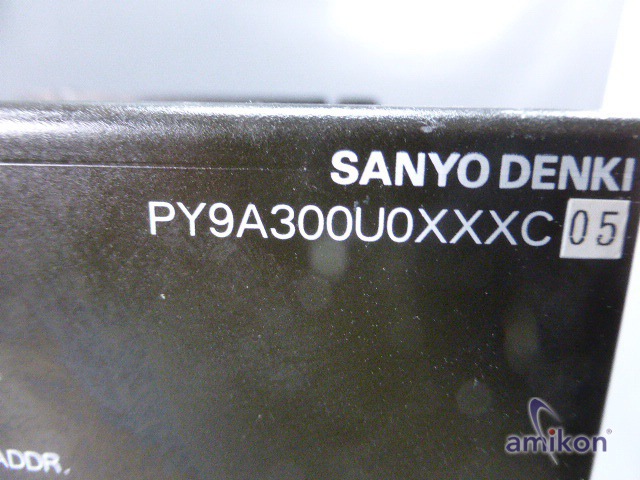 SANYO DENKI
PY9A300U0XXXC 05
ADDR.
amikon